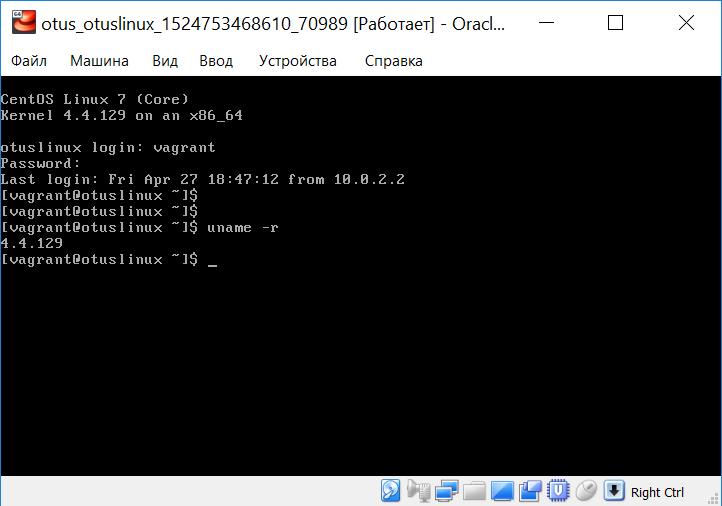 otus_otuslinux_1524753468610_70989 [Работает] - Oracl...
Файл Машина Вид Ввод Устройства Справка
CentOS Linux 7 (Core)
Kernel 4.4.129 on an x86_64
otuslinux login: vagrant
Password:
Last login: Fri Apr 27 18:47:12 from 10.0.2.2
[vagrant@otuslinux ~]$
[vagrant@otuslinux ~]$
[vagrant@otuslinux ~]$ uname -r
4.4.129
[vagrant@otuslinux ~]$ _
Right Ctrl